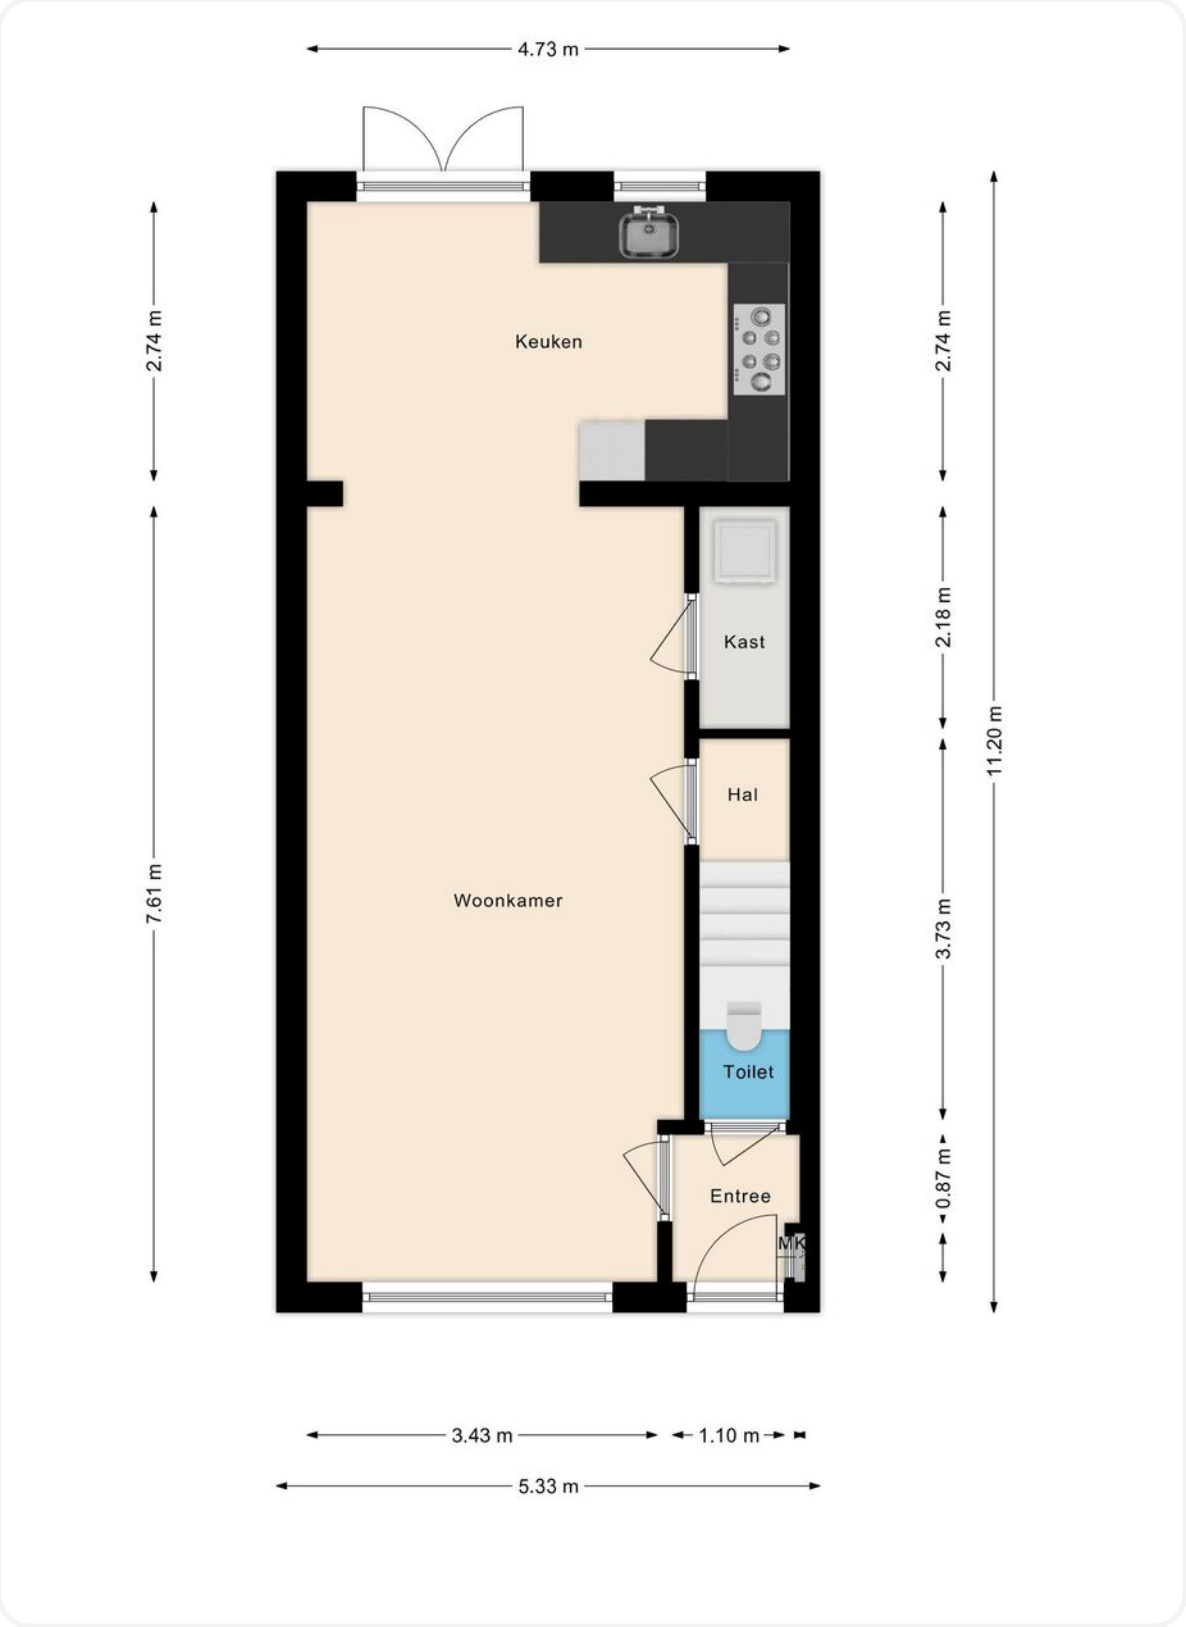 4.73 m
2.74 m
Keuken
2.74 m
2.18 m
Kast
11.20 m
Hal
7.61 m
Woonkamer
3.73 m
Toilet
0.87 m
Entree
MK
3.43 m
1.10 m
5.33 m